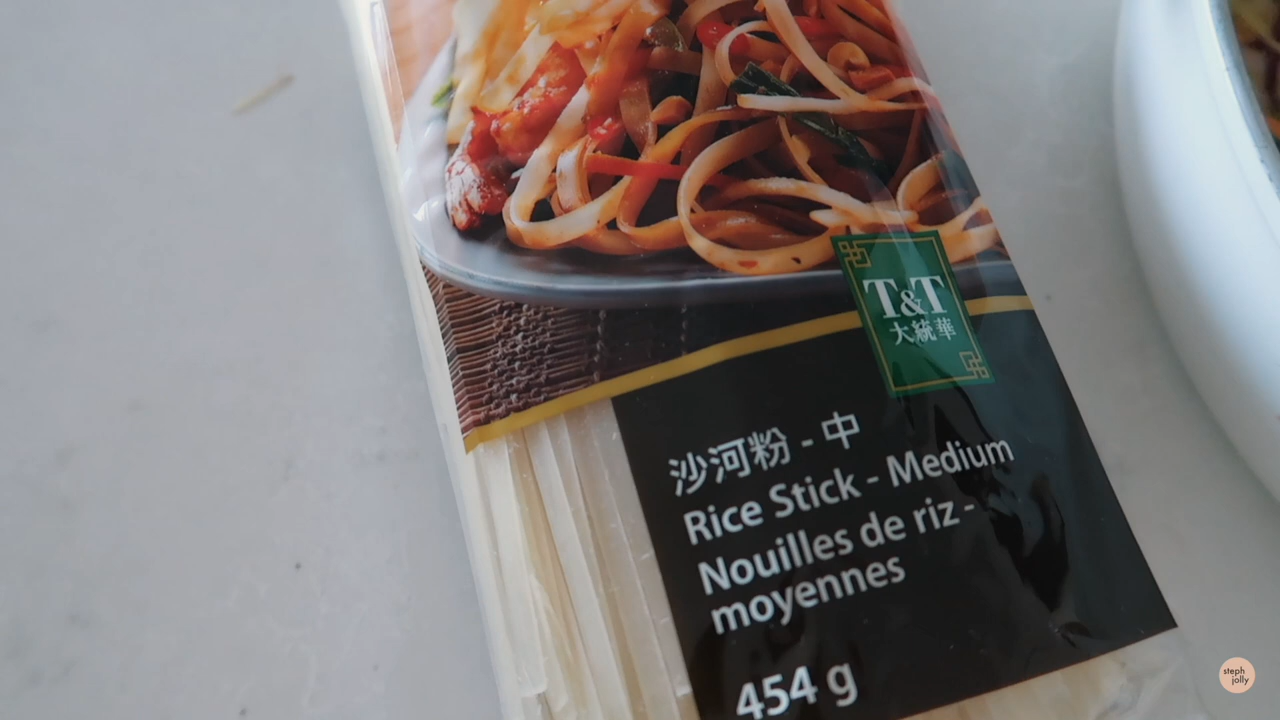 T&T
大統華
沙河粉 - 中
Rice Stick - Medium
Nouilles de riz -
moyennes
454 g
steph
jolly